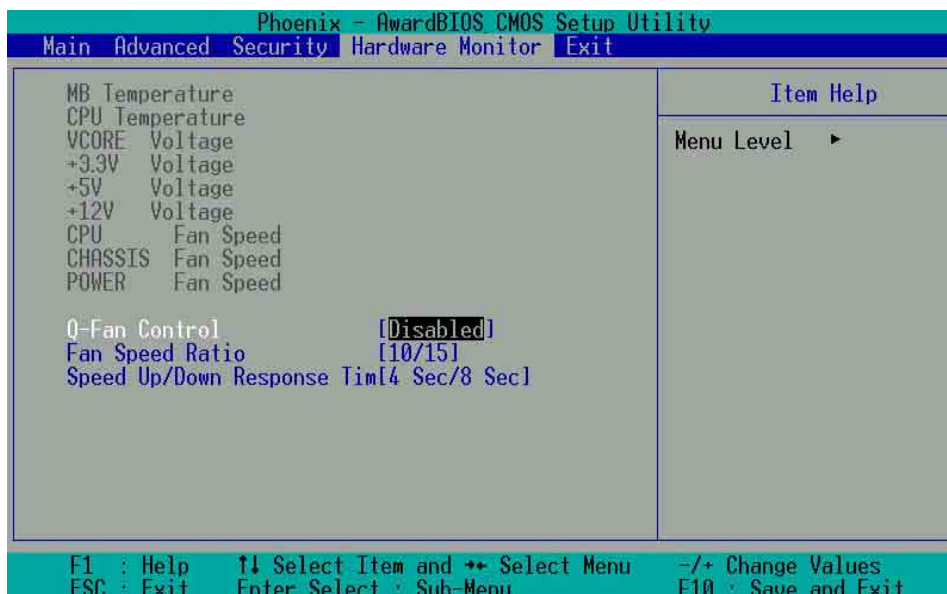 Phoenix - AwardBIOS CMOS Setup Utility
Main Advanced Security Hardware Monitor Exit
MB Temperature
CPU Temperature
VCORE Voltage
+3.3V Voltage
+5V Voltage
+12V Voltage
CPU Fan Speed
CHASSIS Fan Speed
POWER Fan Speed
Q-Fan Control [Disabled]
Fan Speed Ratio [10/15]
Speed Up/Down Response Tim[4 Sec/8 Sec]
Item Help
Menu Level ►
F1 : Help ↑↓ Select Item and →← Select Menu -/+ Change Values
ESC : Exit Enter Select : Sub-Menu F10 : Save and Exit